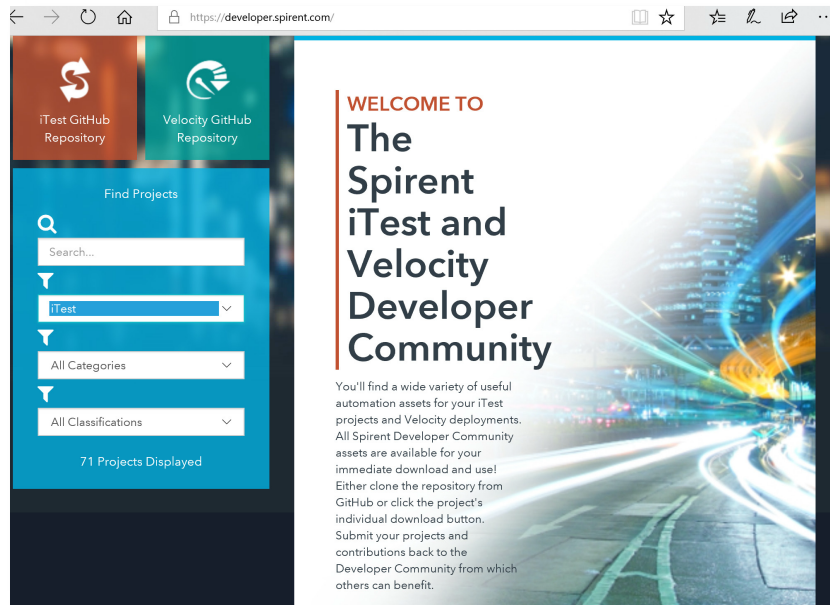 https://developer.spirent.com/
iTest GitHub
Repository
Velocity GitHub
Repository
Find Projects
Search...
iTest
All Categories
All Classifications
71 Projects Displayed
WELCOME TO
The
Spirent
iTest and
Velocity
Developer
Community
You'll find a wide variety of useful
automation assets for your iTest
projects and Velocity deployments.
All Spirent Developer Community
assets are available for your
immediate download and use!
Either clone the repository from
GitHub or click the project's
individual download button.
Submit your projects and
contributions back to the
Developer Community from which
others can benefit.